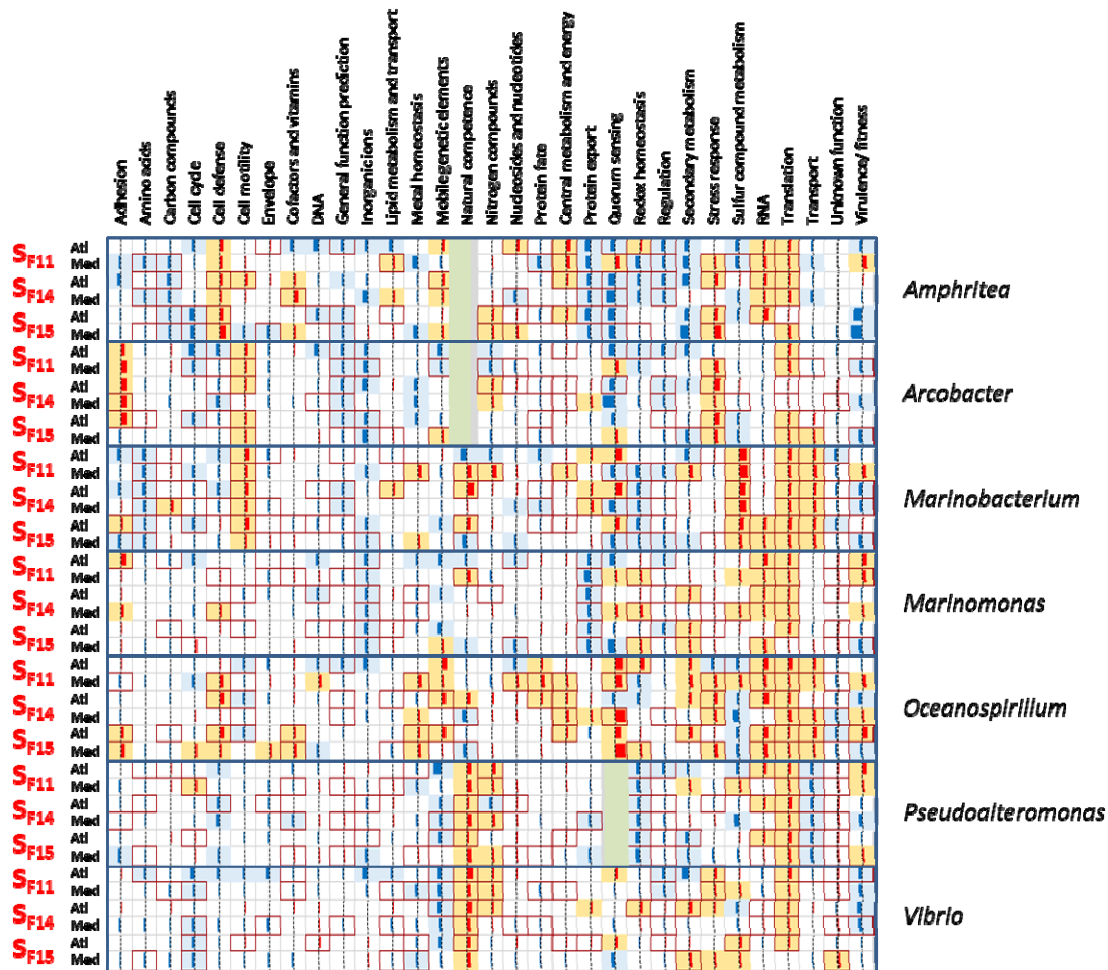 Adhesion
Amino acids
Carbon compounds
Cell cycle
Cell defense
Cell motility
Envelope
Cofactors and vitamins
DNA
General function prediction
Inorganic ions
Lipid metabolism and transport
Metal homeostasis
Mobile genetic elements
Natural competence
Nitrogen compounds
Nucleosides and nucleotides
Protein fate
Central metabolism and energy
Protein export
Quorum sensing
Redox homeostasis
Regulation
Secondary metabolism
Stress response
Sulfur compound metabolism
RNA
Translation
Transport
Unknown function
Virulence/ fitness
SF11 Atl
Med
SF14 Atl
Med
SF15 Atl
Med
Amphritea
SF11 Atl
Med
SF14 Atl
Med
SF15 Atl
Med
Arcobacter
SF11 Atl
Med
SF14 Atl
Med
SF15 Atl
Med
Marinobacterium
SF11 Atl
Med
SF14 Atl
Med
SF15 Atl
Med
Marinomonas
SF11 Atl
Med
SF14 Atl
Med
SF15 Atl
Med
Oceanospirillum
SF11 Atl
Med
SF14 Atl
Med
SF15 Atl
Med
Pseudoalteromonas
SF11 Atl
Med
SF14 Atl
Med
SF15 Atl
Med
Vibrio